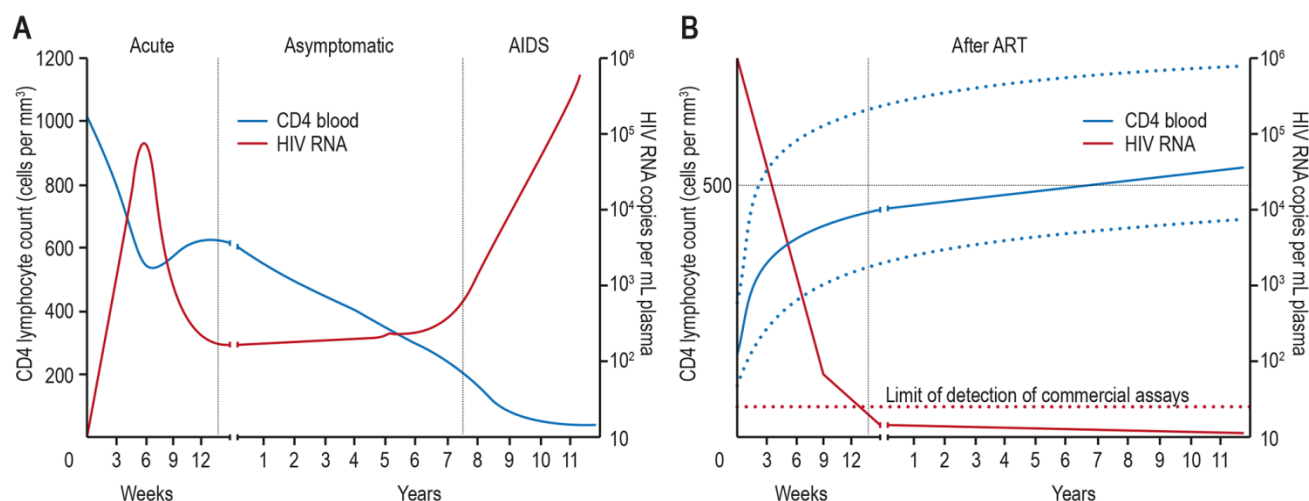 A
Acute
Asymptomatic
AIDS
CD4 lymphocyte count (cells per mm³)
1200
1000
800
600
400
200
CD4 blood
HIV RNA
10⁶
10⁵
10⁴
10³
10²
10
HIV RNA copies per mL plasma
0 3 6 9 12 1 2 3 4 5 6 7 8 9 10 11
Weeks
Years
B
After ART
CD4 lymphocyte count (cells per mm³)
500
CD4 blood
HIV RNA
Limit of detection of commercial assays
10⁶
10⁵
10⁴
10³
10²
10
HIV RNA copies per mL plasma
0 3 6 9 12 1 2 3 4 5 6 7 8 9 10 11
Weeks
Years